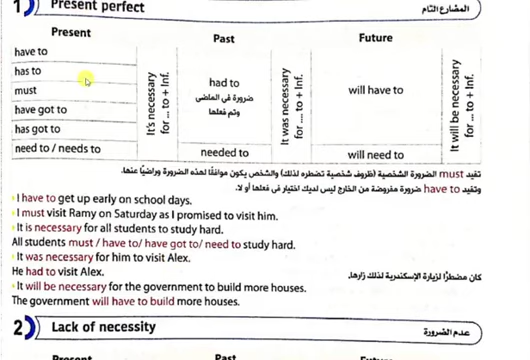 1 Present perfect المضارع التام
Present Past Future
have to
has to
must
have got to
has got to
need to / needs to
It's necessary for ... to + Inf.
had to
ضرورة فى الماضى
وتم فعلها
needed to
It was necessary for ... to + Inf.
will have to
will need to
It will be necessary for ... to + Inf.
تفيد must الضرورة الشخصية (ظروف شخصية تضطره لذلك) والشخص يكون موافقًا لهذه الضرورة وراضيًا عنها.
وتفيد have to ضرورة مفروضة من الخارج ليس لديك اختيار فى فعلها أو لا.
I have to get up early on school days.
I must visit Ramy on Saturday as I promised to visit him.
It is necessary for all students to study hard.
All students must / have to/ have got to/ need to study hard.
It was necessary for him to visit Alex.
He had to visit Alex. كان مضطرًا لزيارة الإسكندرية لذلك زارها.
It will be necessary for the government to build more houses.
The government will have to build more houses.
2 Lack of necessity عدم الضرورة
Present Past Future